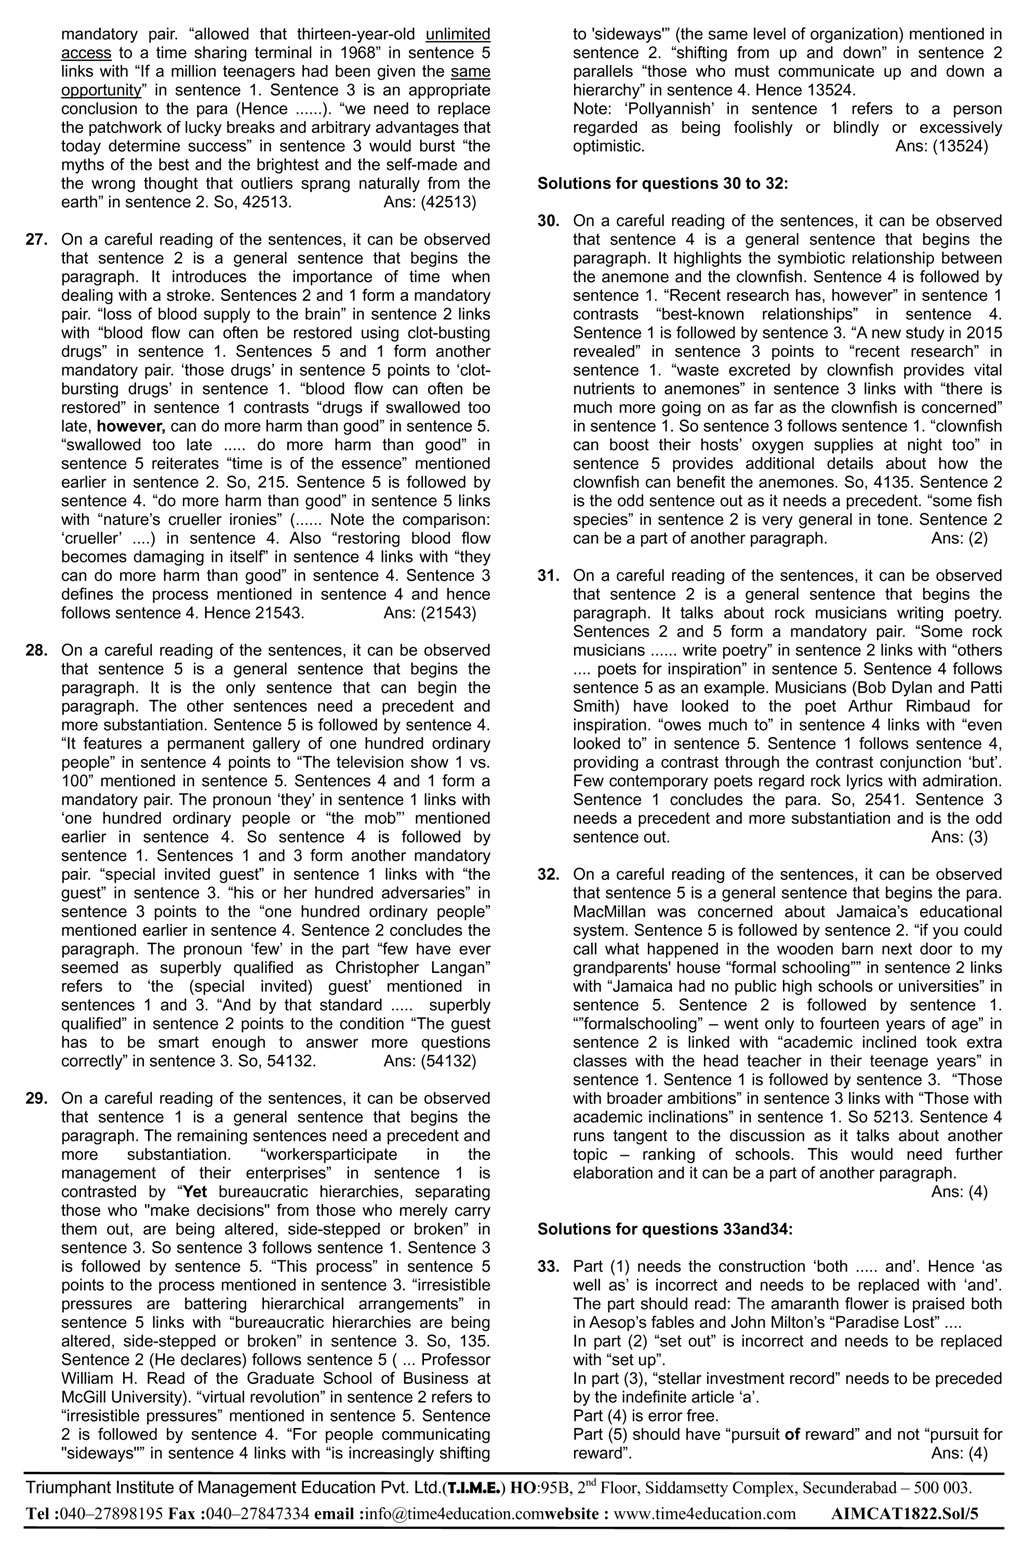 mandatory pair. “allowed that thirteen-year-old unlimited
access to a time sharing terminal in 1968” in sentence 5
links with “If a million teenagers had been given the same
opportunity” in sentence 1. Sentence 3 is an appropriate
conclusion to the para (Hence ......). “we need to replace
the patchwork of lucky breaks and arbitrary advantages that
today determine success” in sentence 3 would burst “the
myths of the best and the brightest and the self-made and
the wrong thought that outliers sprang naturally from the
earth” in sentence 2. So, 42513. Ans: (42513)
27. On a careful reading of the sentences, it can be observed
that sentence 2 is a general sentence that begins the
paragraph. It introduces the importance of time when
dealing with a stroke. Sentences 2 and 1 form a mandatory
pair. “loss of blood supply to the brain” in sentence 2 links
with “blood flow can often be restored using clot-busting
drugs” in sentence 1. Sentences 5 and 1 form another
mandatory pair. ‘those drugs’ in sentence 5 points to ‘clot-
bursting drugs’ in sentence 1. “blood flow can often be
restored” in sentence 1 contrasts “drugs if swallowed too
late, however, can do more harm than good” in sentence 5.
“swallowed too late ..... do more harm than good” in
sentence 5 reiterates “time is of the essence” mentioned
earlier in sentence 2. So, 215. Sentence 5 is followed by
sentence 4. “do more harm than good” in sentence 5 links
with “nature’s crueller ironies” (...... Note the comparison:
‘crueller’ ....) in sentence 4. Also “restoring blood flow
becomes damaging in itself” in sentence 4 links with “they
can do more harm than good” in sentence 4. Sentence 3
defines the process mentioned in sentence 4 and hence
follows sentence 4. Hence 21543. Ans: (21543)
28. On a careful reading of the sentences, it can be observed
that sentence 5 is a general sentence that begins the
paragraph. It is the only sentence that can begin the
paragraph. The other sentences need a precedent and
more substantiation. Sentence 5 is followed by sentence 4.
“It features a permanent gallery of one hundred ordinary
people” in sentence 4 points to “The television show 1 vs.
100” mentioned in sentence 5. Sentences 4 and 1 form a
mandatory pair. The pronoun ‘they’ in sentence 1 links with
‘one hundred ordinary people or “the mob”’ mentioned
earlier in sentence 4. So sentence 4 is followed by
sentence 1. Sentences 1 and 3 form another mandatory
pair. “special invited guest” in sentence 1 links with “the
guest” in sentence 3. “his or her hundred adversaries” in
sentence 3 points to the “one hundred ordinary people”
mentioned earlier in sentence 4. Sentence 2 concludes the
paragraph. The pronoun ‘few’ in the part “few have ever
seemed as superbly qualified as Christopher Langan”
refers to ‘the (special invited) guest’ mentioned in
sentences 1 and 3. “And by that standard ..... superbly
qualified” in sentence 2 points to the condition “The guest
has to be smart enough to answer more questions
correctly” in sentence 3. So, 54132. Ans: (54132)
29. On a careful reading of the sentences, it can be observed
that sentence 1 is a general sentence that begins the
paragraph. The remaining sentences need a precedent and
more substantiation. “workersparticipate in the
management of their enterprises” in sentence 1 is
contrasted by “Yet bureaucratic hierarchies, separating
those who "make decisions" from those who merely carry
them out, are being altered, side-stepped or broken” in
sentence 3. So sentence 3 follows sentence 1. Sentence 3
is followed by sentence 5. “This process” in sentence 5
points to the process mentioned in sentence 3. “irresistible
pressures are battering hierarchical arrangements” in
sentence 5 links with “bureaucratic hierarchies are being
altered, side-stepped or broken” in sentence 3. So, 135.
Sentence 2 (He declares) follows sentence 5 ( ... Professor
William H. Read of the Graduate School of Business at
McGill University). “virtual revolution” in sentence 2 refers to
“irresistible pressures” mentioned in sentence 5. Sentence
2 is followed by sentence 4. “For people communicating
"sideways"” in sentence 4 links with “is increasingly shifting
to 'sideways'” (the same level of organization) mentioned in
sentence 2. “shifting from up and down” in sentence 2
parallels “those who must communicate up and down a
hierarchy” in sentence 4. Hence 13524.
Note: ‘Pollyannish’ in sentence 1 refers to a person
regarded as being foolishly or blindly or excessively
optimistic. Ans: (13524)
Solutions for questions 30 to 32:
30. On a careful reading of the sentences, it can be observed
that sentence 4 is a general sentence that begins the
paragraph. It highlights the symbiotic relationship between
the anemone and the clownfish. Sentence 4 is followed by
sentence 1. “Recent research has, however” in sentence 1
contrasts “best-known relationships” in sentence 4.
Sentence 1 is followed by sentence 3. “A new study in 2015
revealed” in sentence 3 points to “recent research” in
sentence 1. “waste excreted by clownfish provides vital
nutrients to anemones” in sentence 3 links with “there is
much more going on as far as the clownfish is concerned”
in sentence 1. So sentence 3 follows sentence 1. “clownfish
can boost their hosts’ oxygen supplies at night too” in
sentence 5 provides additional details about how the
clownfish can benefit the anemones. So, 4135. Sentence 2
is the odd sentence out as it needs a precedent. “some fish
species” in sentence 2 is very general in tone. Sentence 2
can be a part of another paragraph. Ans: (2)
31. On a careful reading of the sentences, it can be observed
that sentence 2 is a general sentence that begins the
paragraph. It talks about rock musicians writing poetry.
Sentences 2 and 5 form a mandatory pair. “Some rock
musicians ...... write poetry” in sentence 2 links with “others
.... poets for inspiration” in sentence 5. Sentence 4 follows
sentence 5 as an example. Musicians (Bob Dylan and Patti
Smith) have looked to the poet Arthur Rimbaud for
inspiration. “owes much to” in sentence 4 links with “even
looked to” in sentence 5. Sentence 1 follows sentence 4,
providing a contrast through the contrast conjunction ‘but’.
Few contemporary poets regard rock lyrics with admiration.
Sentence 1 concludes the para. So, 2541. Sentence 3
needs a precedent and more substantiation and is the odd
sentence out. Ans: (3)
32. On a careful reading of the sentences, it can be observed
that sentence 5 is a general sentence that begins the para.
MacMillan was concerned about Jamaica’s educational
system. Sentence 5 is followed by sentence 2. “if you could
call what happened in the wooden barn next door to my
grandparents' house “formal schooling”” in sentence 2 links
with “Jamaica had no public high schools or universities” in
sentence 5. Sentence 2 is followed by sentence 1.
“”formalschooling” – went only to fourteen years of age” in
sentence 2 is linked with “academic inclined took extra
classes with the head teacher in their teenage years” in
sentence 1. Sentence 1 is followed by sentence 3. “Those
with broader ambitions” in sentence 3 links with “Those with
academic inclinations” in sentence 1. So 5213. Sentence 4
runs tangent to the discussion as it talks about another
topic – ranking of schools. This would need further
elaboration and it can be a part of another paragraph.
Ans: (4)
Solutions for questions 33and34:
33. Part (1) needs the construction ‘both ..... and’. Hence ‘as
well as’ is incorrect and needs to be replaced with ‘and’.
The part should read: The amaranth flower is praised both
in Aesop’s fables and John Milton’s “Paradise Lost” ....
In part (2) “set out” is incorrect and needs to be replaced
with “set up”.
In part (3), “stellar investment record” needs to be preceded
by the indefinite article ‘a’.
Part (4) is error free.
Part (5) should have “pursuit of reward” and not “pursuit for
reward”. Ans: (4)
Triumphant Institute of Management Education Pvt. Ltd.(T.I.M.E.) HO:95B, 2nd Floor, Siddamsetty Complex, Secunderabad – 500 003.
Tel :040–27898195 Fax :040–27847334 email :info@time4education.comwebsite : www.time4education.com AIMCAT1822.Sol/5